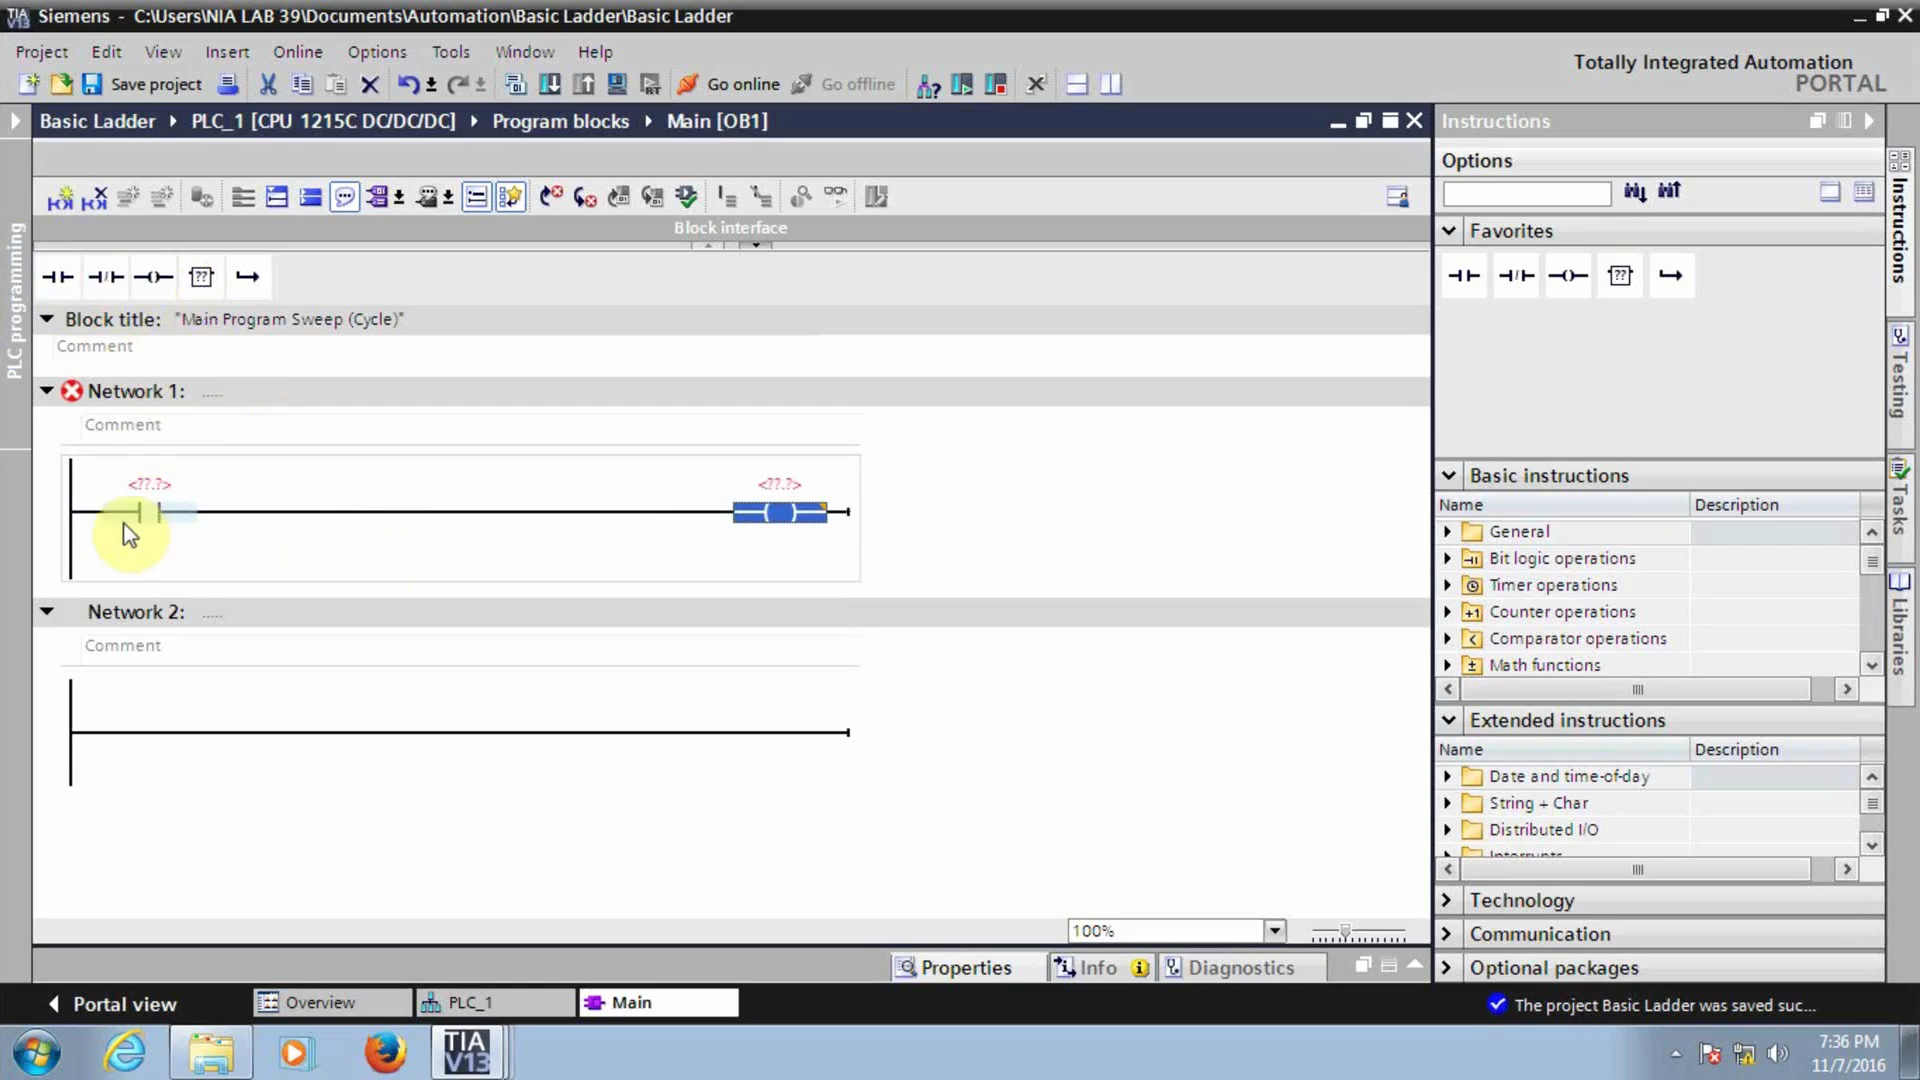 Siemens - C:\Users\NIA LAB 39\Documents\Automation\Basic Ladder\Basic Ladder
Project Edit View Insert Online Options Tools Window Help
Totally Integrated Automation
PORTAL
Save project Go online Go offline
Basic Ladder PLC_1 [CPU 1215C DC/DC/DC] Program blocks Main [OB1]
Instructions
Options
Block interface
Favorites
??
??
Block title: "Main Program Sweep (Cycle)"
Comment
Network 1: .....
Comment
<??.?> <??.?>
Network 2: .....
Comment
100%
Basic instructions
Name Description
General
Bit logic operations
Timer operations
Counter operations
Comparator operations
Math functions
Extended instructions
Name Description
Date and time-of-day
String + Char
Distributed I/O
Interrupts
Technology
Communication
Optional packages
PLC programming
Instructions
Testing
Tasks
Libraries
Properties Info Diagnostics
Portal view Overview PLC_1 Main
The project Basic Ladder was saved suc...
TIA
V13
7:36 PM
11/7/2016